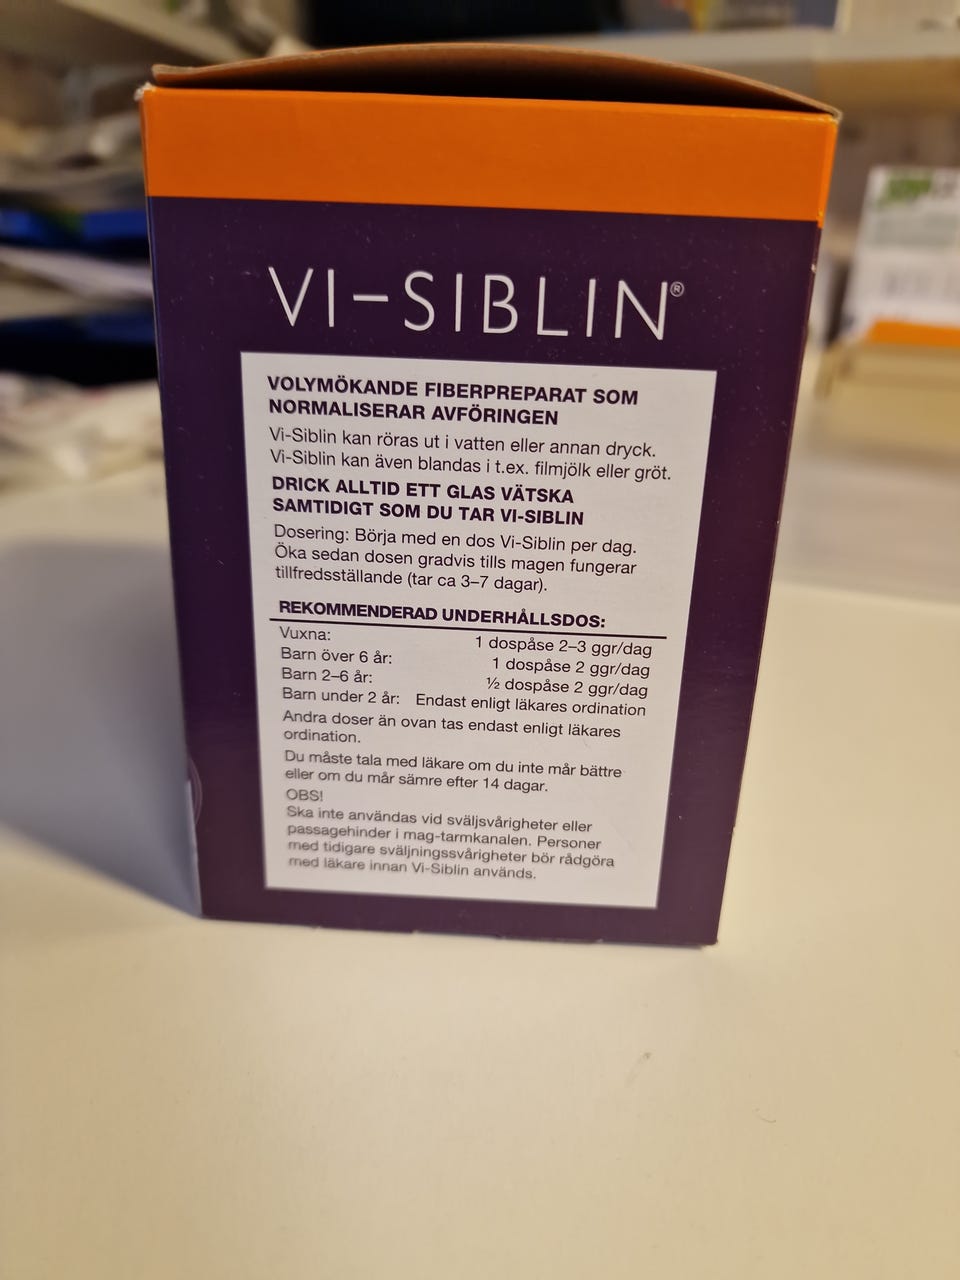 VI–SIBLIN®
VOLYMÖKANDE FIBERPREPARAT SOM
NORMALISERAR AVFÖRINGEN
Vi-Siblin kan röras ut i vatten eller annan dryck.
Vi-Siblin kan även blandas i t.ex. filmjölk eller gröt.
DRICK ALLTID ETT GLAS VÄTSKA
SAMTIDIGT SOM DU TAR VI-SIBLIN
Dosering: Börja med en dos Vi-Siblin per dag.
Öka sedan dosen gradvis tills magen fungerar
tillfredsställande (tar ca 3–7 dagar).
REKOMMENDERAD UNDERHÅLLSDOS:
Vuxna: 1 dospåse 2–3 ggr/dag
Barn över 6 år: 1 dospåse 2 ggr/dag
Barn 2–6 år: ½ dospåse 2 ggr/dag
Barn under 2 år: Endast enligt läkares ordination
Andra doser än ovan tas endast enligt läkares
ordination.
Du måste tala med läkare om du inte mår bättre
eller om du mår sämre efter 14 dagar.
OBS!
Ska inte användas vid sväljsvårigheter eller
passagehinder i mag-tarmkanalen. Personer
med tidigare sväljningssvårigheter bör rådgöra
med läkare innan Vi-Siblin används.